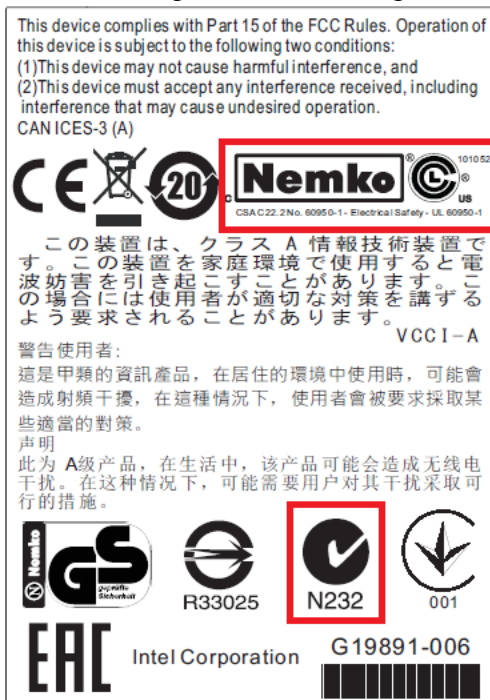 This device complies with Part 15 of the FCC Rules. Operation of
this device is subject to the following two conditions:
(1)This device may not cause harmful interference, and
(2)This device must accept any interference received, including
interference that may cause undesired operation.
CAN ICES-3 (A)
CE 20 C Nemko ® C UL ® 101052
US
CSA C22.2 No. 60950-1 - Electrical Safety - UL 60950-1
この装置は、クラス A 情報技術装置で
す。この装置を家庭環境で使用すると電
波妨害を引き起こすことがあります。こ
の場合には使用者が適切な対策を講ずる
よう要求されることがあります。
VCCI-A
警告使用者:
這是甲類的資訊產品，在居住的環境中使用時，可能會
造成射頻干擾，在這種情況下，使用者會被要求採取某
些適當的對策。
声明
此为 A级产品，在生活中，该产品可能会造成无线电
干扰。在这种情况下，可能需要用户对其干扰采取可
行的措施。
N Nemko GS geprüfte Sicherheit
R33025 N232 001
EAC Intel Corporation G19891-006